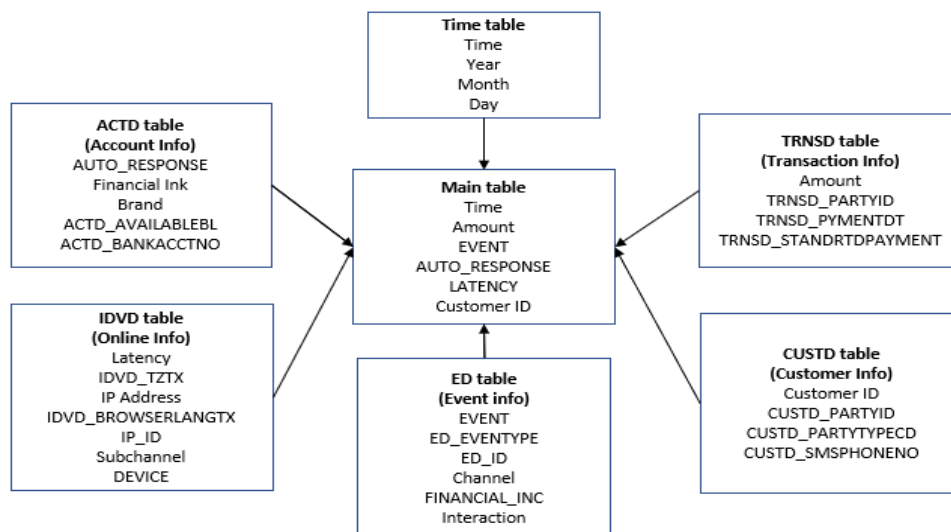 Time table
Time
Year
Month
Day
ACTD table
(Account Info)
AUTO_RESPONSE
Financial Ink
Brand
ACTD_AVAILABLEBL
ACTD_BANKACCTNO
Main table
Time
Amount
EVENT
AUTO_RESPONSE
LATENCY
Customer ID
TRNSD table
(Transaction Info)
Amount
TRNSD_PARTYID
TRNSD_PYMENTDT
TRNSD_STANDRTDPAYMENT
IDVD table
(Online Info)
Latency
IDVD_TZTX
IP Address
IDVD_BROWSERLANGTX
IP_ID
Subchannel
DEVICE
ED table
(Event info)
EVENT
ED_EVENTYPE
ED_ID
Channel
FINANCIAL_INC
Interaction
CUSTD table
(Customer Info)
Customer ID
CUSTD_PARTYID
CUSTD_PARTYTYPECD
CUSTD_SMSPHONENO